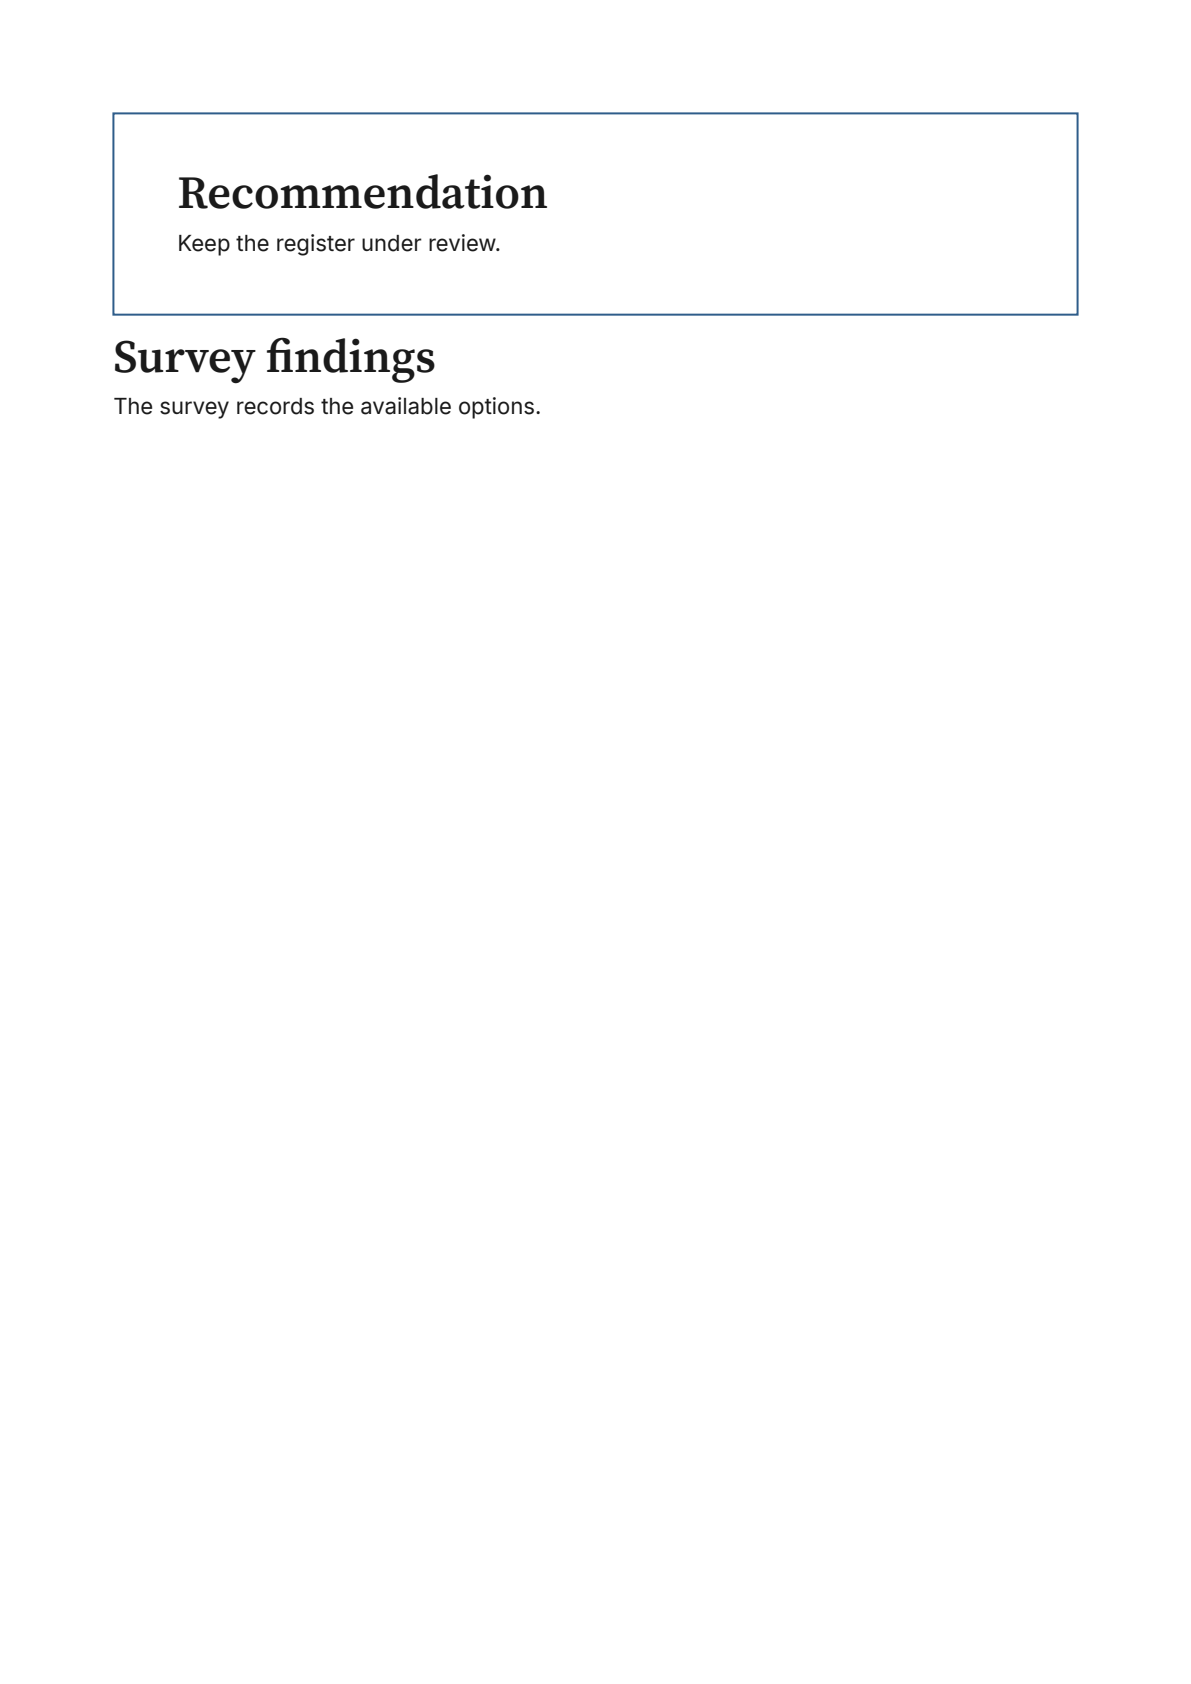 Recommendation
Keep the register under review.
Survey findings
The survey records the available options.